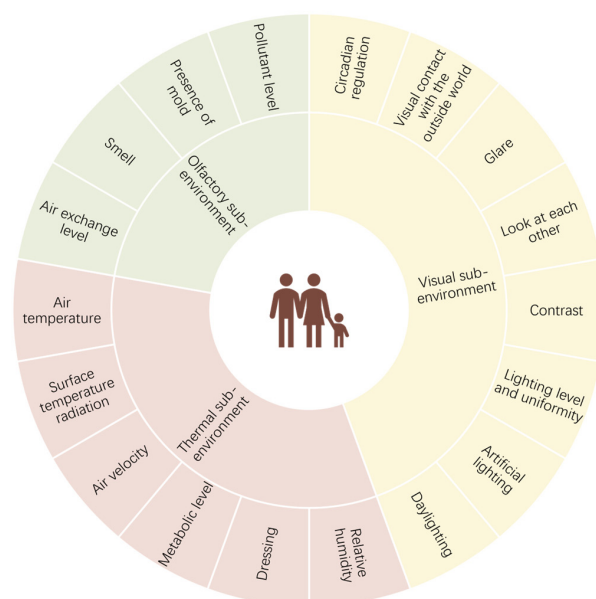 Circadian
regulation
Visual contact
with the
outside world
Glare
Look at each
other
Contrast
Lighting level
and uniformity
Artificial
lighting
Daylighting
Relative
humidity
Dressing
Metabolic level
Air velocity
Surface
temperature
radiation
Air
temperature
Air exchange
level
Smell
Presence of
mold
Pollutant level
Visual sub-
environment
Thermal sub-
environment
Olfactory sub-
environment